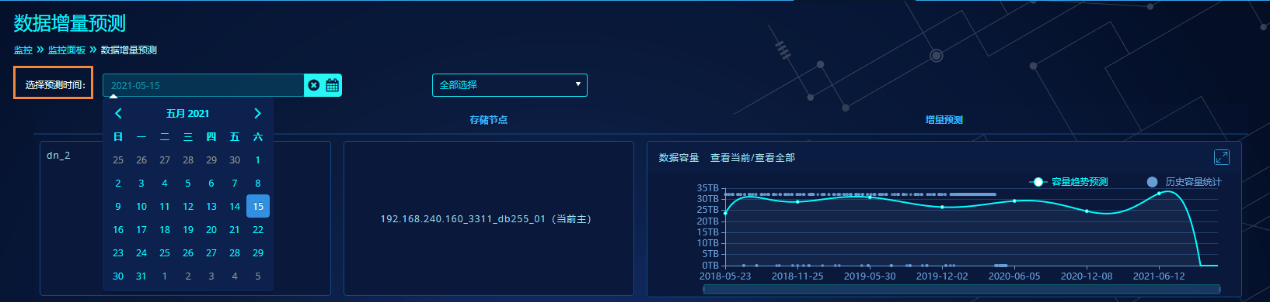 数据增量预测
监控 » 监控面板 » 数据增量预测
选择预测时间：
2021-05-15
全部选择
五月 2021
日 一 二 三 四 五 六
25 26 27 28 29 30 1
2 3 4 5 6 7 8
9 10 11 12 13 14 15
16 17 18 19 20 21 22
23 24 25 26 27 28 29
30 31 1 2 3 4 5
存储节点
增量预测
dn_2
192.168.240.160_3311_db255_01（当前主）
数据容量 查看当前/查看全部
容量趋势预测 历史容量统计
35TB
30TB
25TB
20TB
15TB
10TB
5TB
0TB
2018-05-23 2018-11-25 2019-05-30 2019-12-02 2020-06-05 2020-12-08 2021-06-12